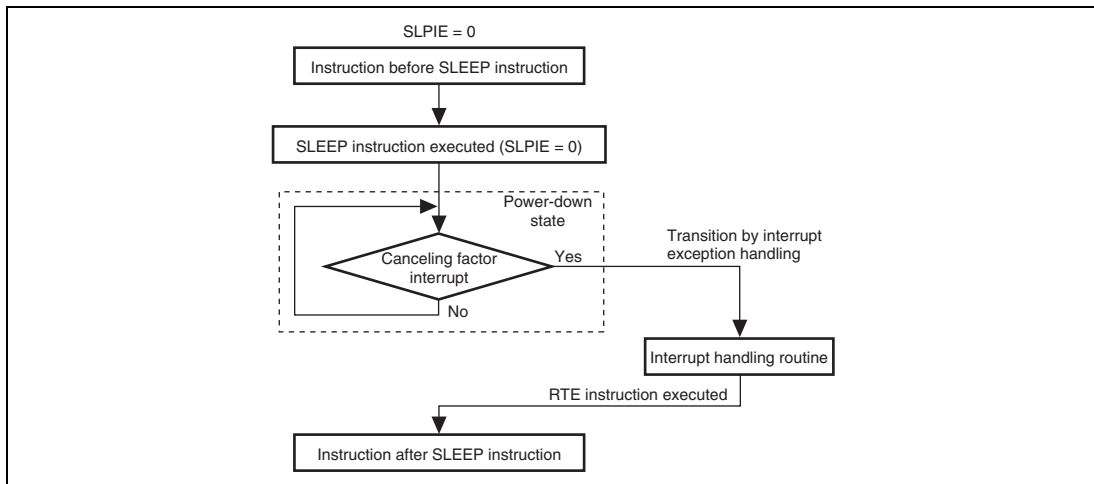 SLPIE = 0
Instruction before SLEEP instruction
SLEEP instruction executed (SLPIE = 0)
Power-down
state
Canceling factor
interrupt
Yes
No
Transition by interrupt
exception handling
Interrupt handling routine
RTE instruction executed
Instruction after SLEEP instruction